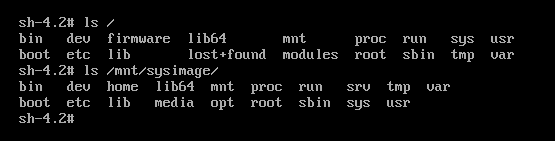 sh-4.2# ls /
bin   dev  firmware  lib64       mnt      proc  run   sys  usr
boot  etc  lib       lost+found  modules  root  sbin  tmp  var
sh-4.2# ls /mnt/sysimage/
bin   dev  home  lib64  mnt  proc  run   srv  tmp  var
boot  etc  lib   media  opt  root  sbin  sys  usr
sh-4.2#